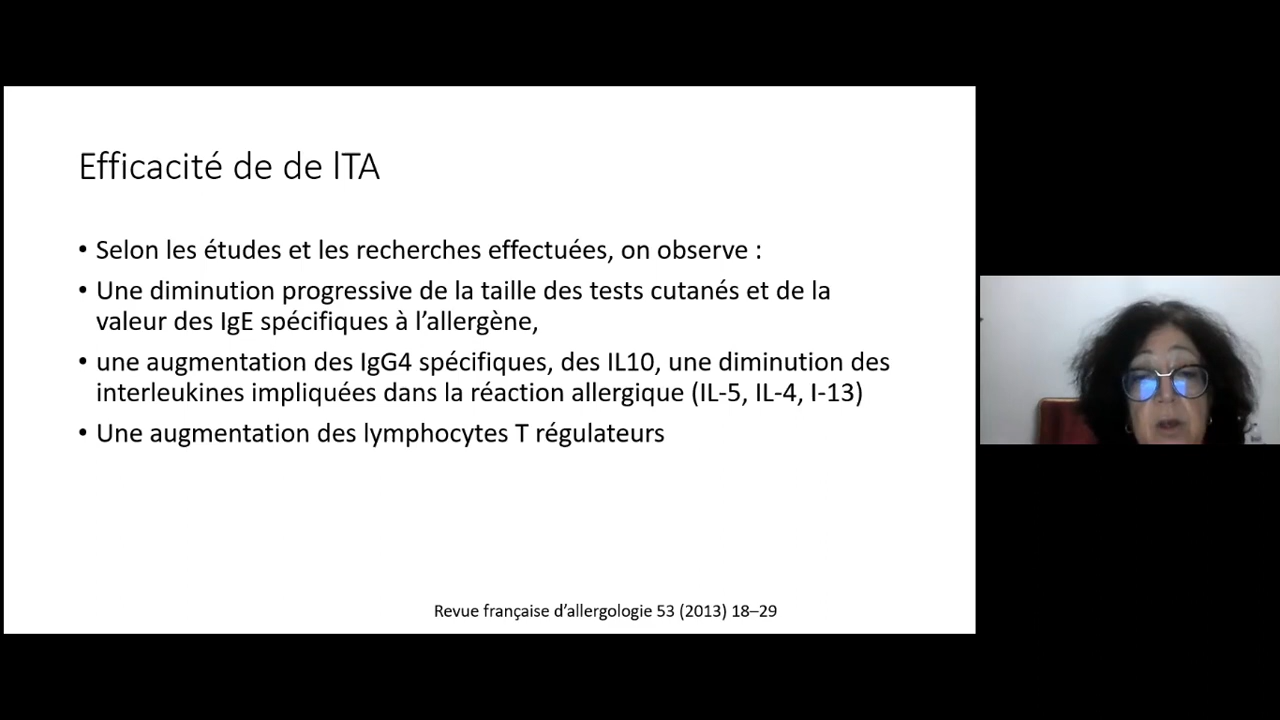 Efficacité de de lTA
• Selon les études et les recherches effectuées, on observe :
• Une diminution progressive de la taille des tests cutanés et de la
valeur des IgE spécifiques à l’allergène,
• une augmentation des IgG4 spécifiques, des IL10, une diminution des
interleukines impliquées dans la réaction allergique (IL-5, IL-4, I-13)
• Une augmentation des lymphocytes T régulateurs
Revue française d’allergologie 53 (2013) 18–29